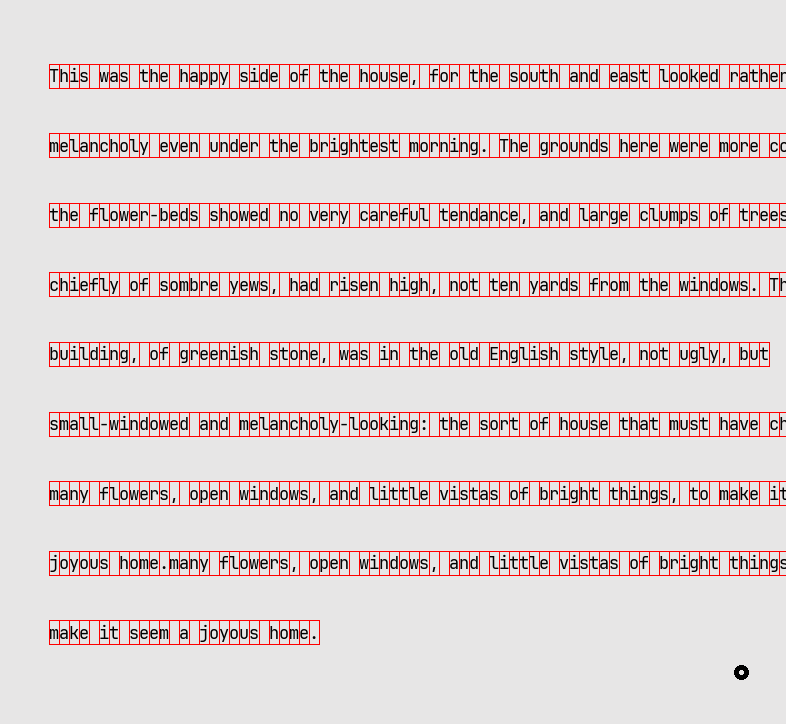 This was the happy side of the house, for the south and east looked rather
melancholy even under the brightest morning. The grounds here were more
the flower-beds showed no very careful tendance, and large clumps of trees
chiefly of sombre yews, had risen high, not ten yards from the windows.
building, of greenish stone, was in the old English style, not ugly, but
small-windowed and melancholy-looking: the sort of house that must have
many flowers, open windows, and little vistas of bright things, to make it
joyous home.many flowers, open windows, and little vistas of bright things
make it seem a joyous home.